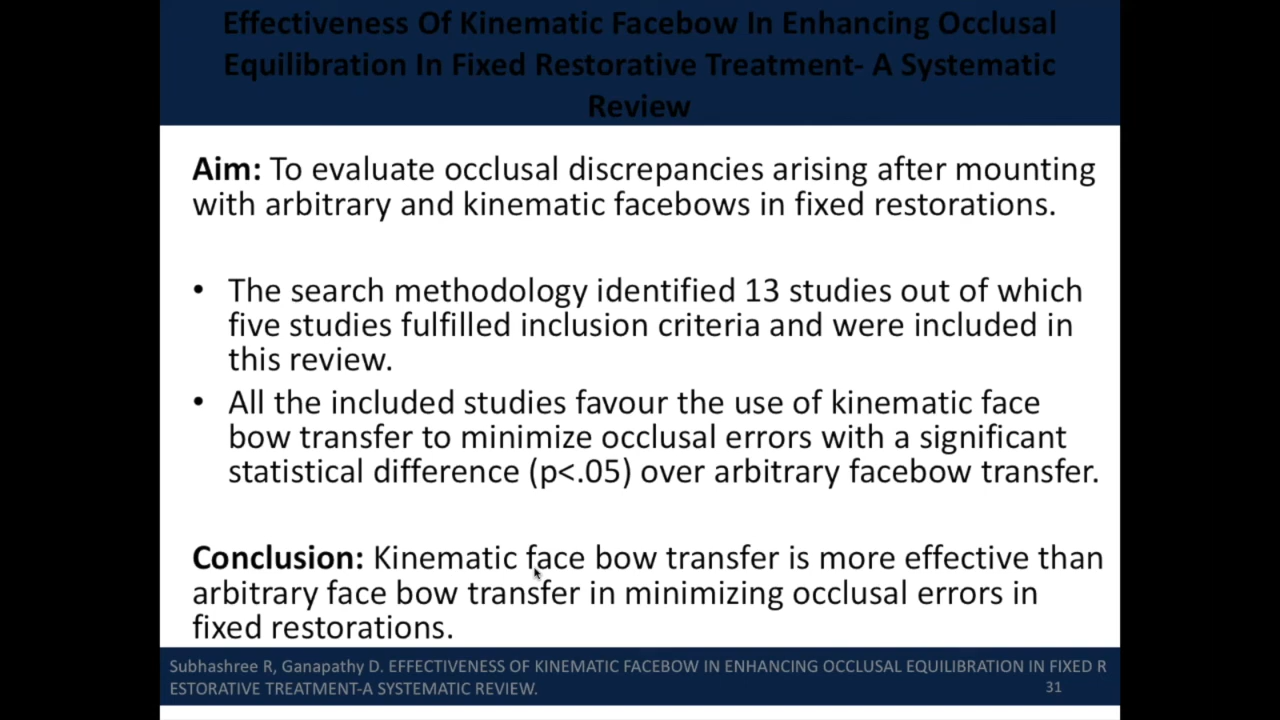 Effectiveness Of Kinematic Facebow In Enhancing Occlusal
Equilibration In Fixed Restorative Treatment- A Systematic
Review
Aim: To evaluate occlusal discrepancies arising after mounting
with arbitrary and kinematic facebows in fixed restorations.
• The search methodology identified 13 studies out of which
five studies fulfilled inclusion criteria and were included in
this review.
• All the included studies favour the use of kinematic face
bow transfer to minimize occlusal errors with a significant
statistical difference (p<.05) over arbitrary facebow transfer.
Conclusion: Kinematic face bow transfer is more effective than
arbitrary face bow transfer in minimizing occlusal errors in
fixed restorations.
Subhashree R, Ganapathy D. EFFECTIVENESS OF KINEMATIC FACEBOW IN ENHANCING OCCLUSAL EQUILIBRATION IN FIXED R
ESTORATIVE TREATMENT-A SYSTEMATIC REVIEW.
31